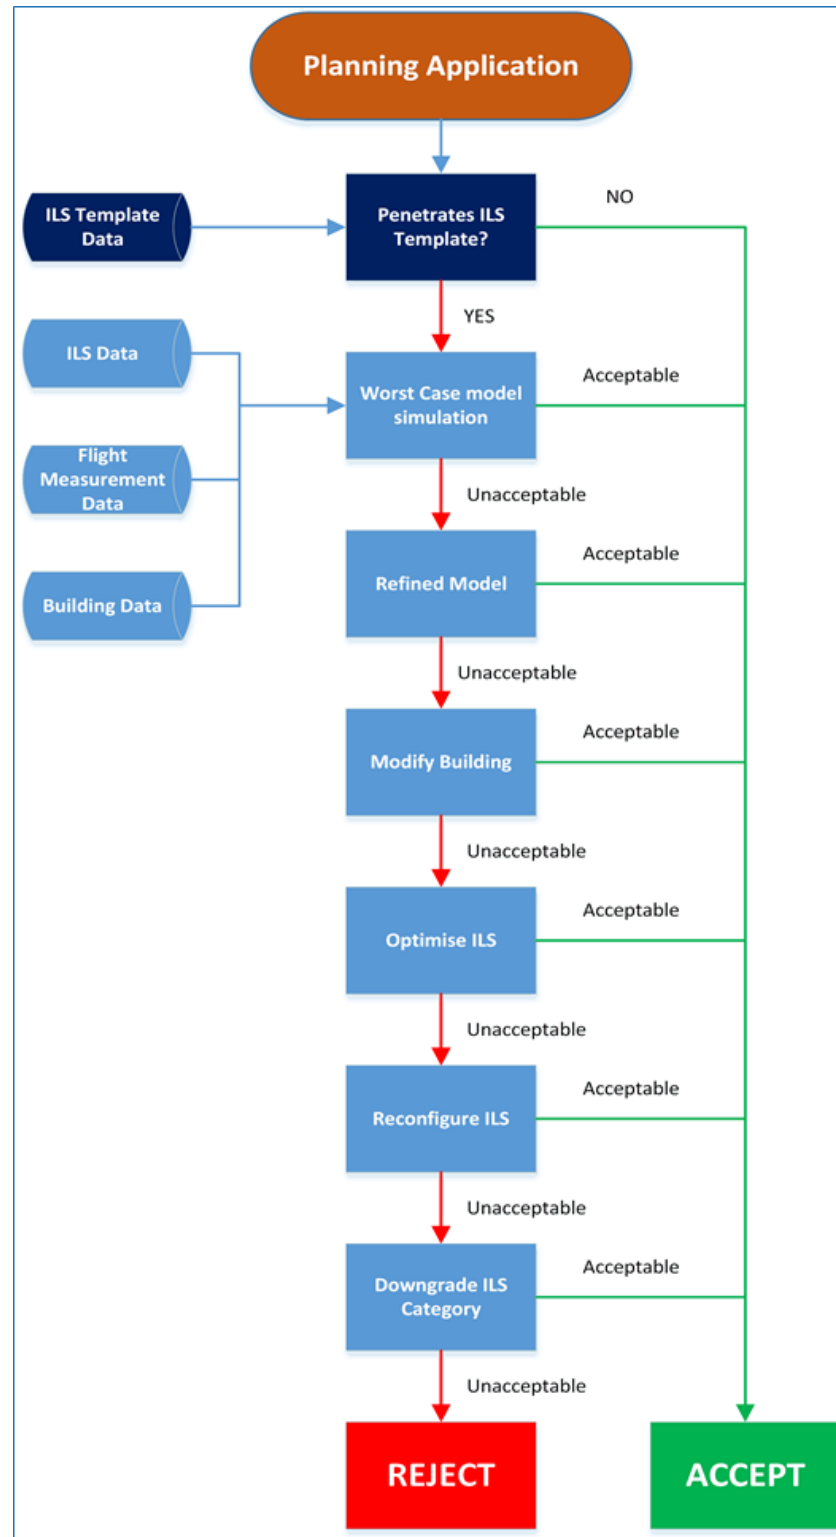 Planning Application
ILS Template
Data
Penetrates ILS
Template?
NO
YES
ILS Data
Worst Case model
simulation
Acceptable
Flight
Measurement
Data
Unacceptable
Building Data
Refined Model
Acceptable
Unacceptable
Modify Building
Acceptable
Unacceptable
Optimise ILS
Acceptable
Unacceptable
Reconfigure ILS
Acceptable
Unacceptable
Downgrade ILS
Category
Acceptable
Unacceptable
REJECT
ACCEPT